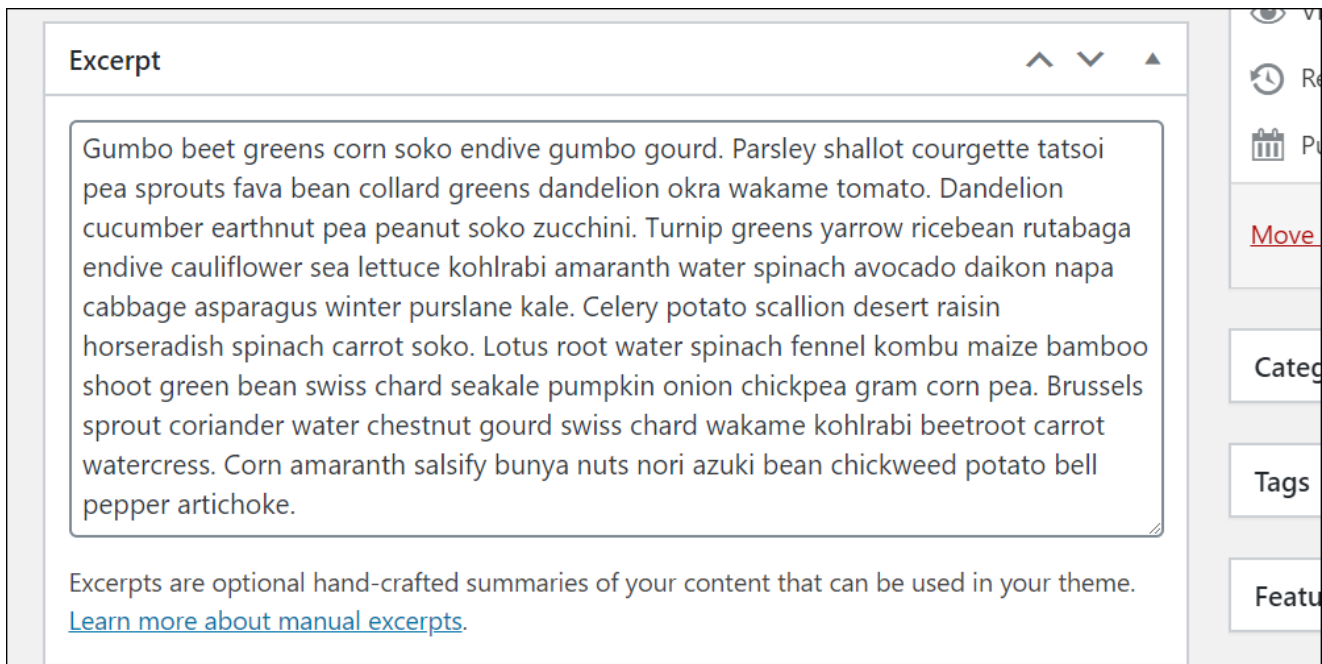 Excerpt
Gumbo beet greens corn soko endive gumbo gourd. Parsley shallot courgette tatsoi
pea sprouts fava bean collard greens dandelion okra wakame tomato. Dandelion
cucumber earthnut pea peanut soko zucchini. Turnip greens yarrow ricebean rutabaga
endive cauliflower sea lettuce kohlrabi amaranth water spinach avocado daikon napa
cabbage asparagus winter purslane kale. Celery potato scallion desert raisin
horseradish spinach carrot soko. Lotus root water spinach fennel kombu maize bamboo
shoot green bean swiss chard seakale pumpkin onion chickpea gram corn pea. Brussels
sprout coriander water chestnut gourd swiss chard wakame kohlrabi beetroot carrot
watercress. Corn amaranth salsify bunya nuts nori azuki bean chickweed potato bell
pepper artichoke.
Excerpts are optional hand-crafted summaries of your content that can be used in your theme.
Learn more about manual excerpts.
Move
Tags